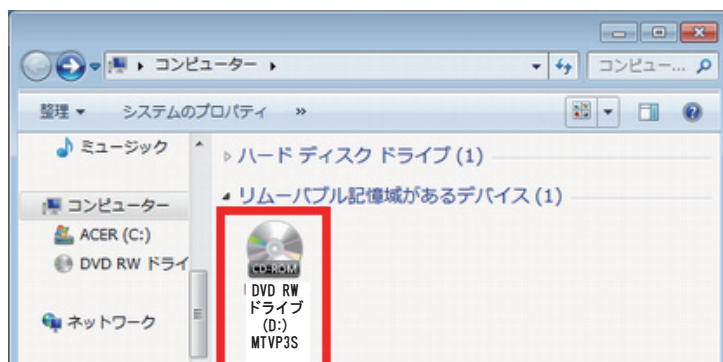 コンピューター
コンピュー...
整理 システムのプロパティ »
ミュージック
コンピューター
ACER (C:)
DVD RW ドライ
ネットワーク
ハード ディスク ドライブ (1)
リムーバブル記憶域があるデバイス (1)
CD-ROM
DVD RW
ドライブ
(D:)
MTVP3S